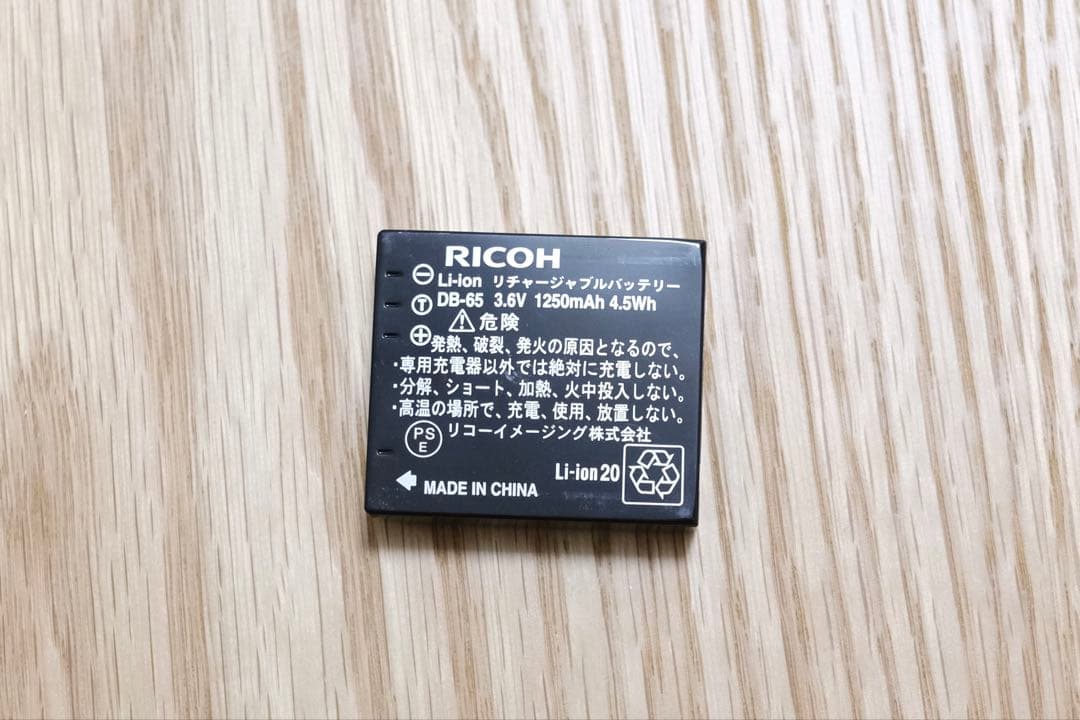 RICOH
⊖ Li-ion リチャージャブルバッテリー
Ⓣ DB-65 3.6V 1250mAh 4.5Wh
⚠危険
⊕発熱、破裂、発火の原因となるので、
・専用充電器以外では絶対に充電しない。
・分解、ショート、加熱、火中投入しない。
・高温の場所で、充電、使用、放置しない。
PSE リコーイメージング株式会社
Li-ion 20
MADE IN CHINA